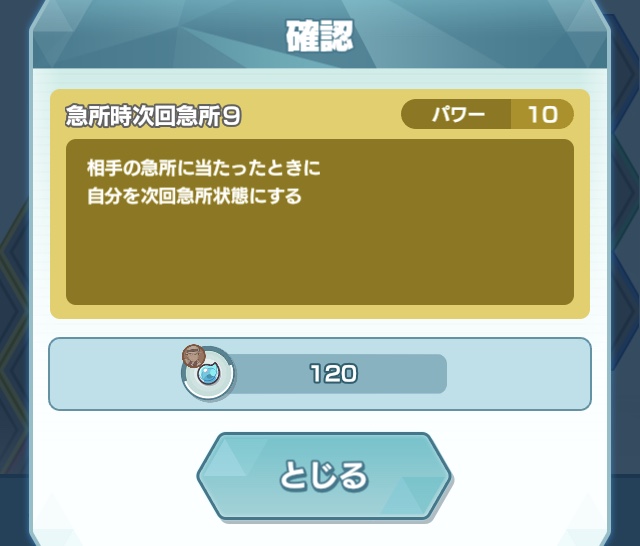 確認
急所時次回急所9
パワー 10
相手の急所に当たったときに
自分を次回急所状態にする
120
とじる